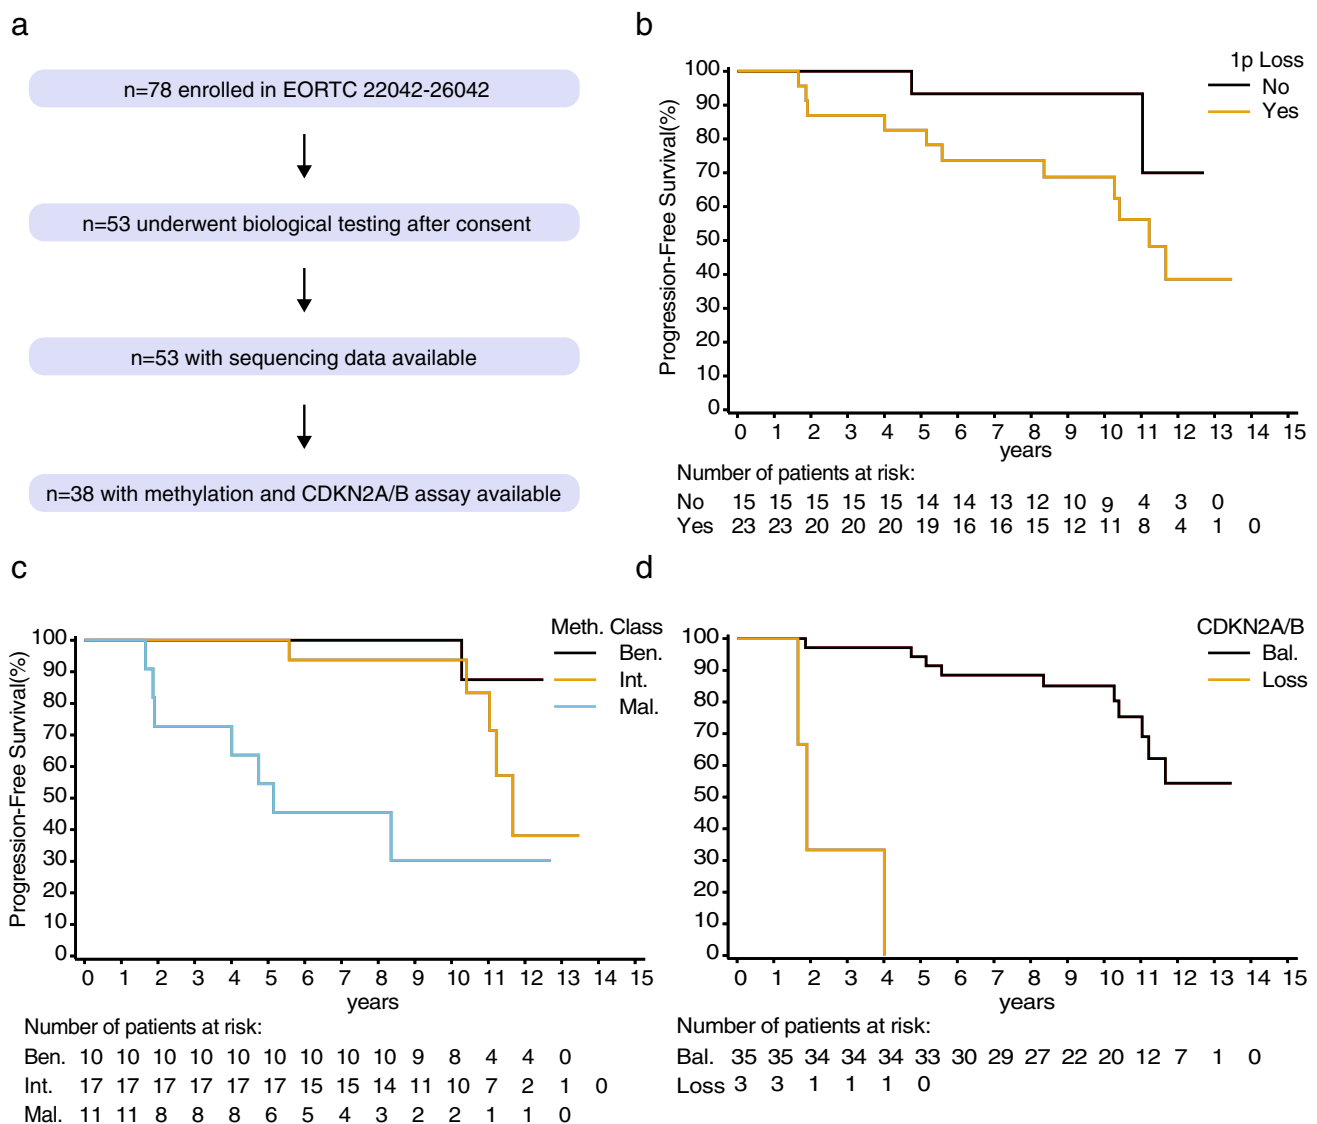 a
n=78 enrolled in EORTC 22042-26042
n=53 underwent biological testing after consent
n=53 with sequencing data available
n=38 with methylation and CDKN2A/B assay available
b
1p Loss
No
Yes
Progression-Free Survival(%)
100
90
80
70
60
50
40
30
20
10
0
0 1 2 3 4 5 6 7 8 9 10 11 12 13 14 15
years
Number of patients at risk:
No 15 15 15 15 15 14 14 13 12 10 9 4 3 0
Yes 23 23 20 20 20 19 16 16 15 12 11 8 4 1 0
c
Meth. Class
Ben.
Int.
Mal.
Progression-Free Survival(%)
100
90
80
70
60
50
40
30
20
10
0
0 1 2 3 4 5 6 7 8 9 10 11 12 13 14 15
years
Number of patients at risk:
Ben. 10 10 10 10 10 10 10 10 10 9 8 4 4 0
Int. 17 17 17 17 17 17 15 15 14 11 10 7 2 1 0
Mal. 11 11 8 8 8 6 5 4 3 2 2 1 1 0
d
CDKN2A/B
Bal.
Loss
100
90
80
70
60
50
40
30
20
10
0
0 1 2 3 4 5 6 7 8 9 10 11 12 13 14 15
years
Number of patients at risk:
Bal. 35 35 34 34 34 33 30 29 27 22 20 12 7 1 0
Loss 3 3 1 1 1 0